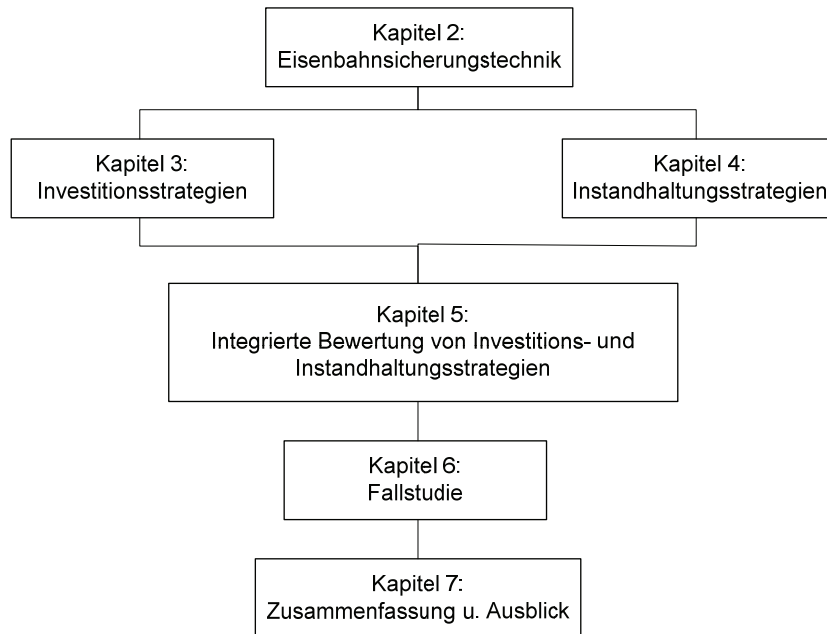 Kapitel 2:
Eisenbahnsicherungstechnik
Kapitel 3:
Investitionsstrategien
Kapitel 4:
Instandhaltungsstrategien
Kapitel 5:
Integrierte Bewertung von Investitions- und
Instandhaltungsstrategien
Kapitel 6:
Fallstudie
Kapitel 7:
Zusammenfassung u. Ausblick